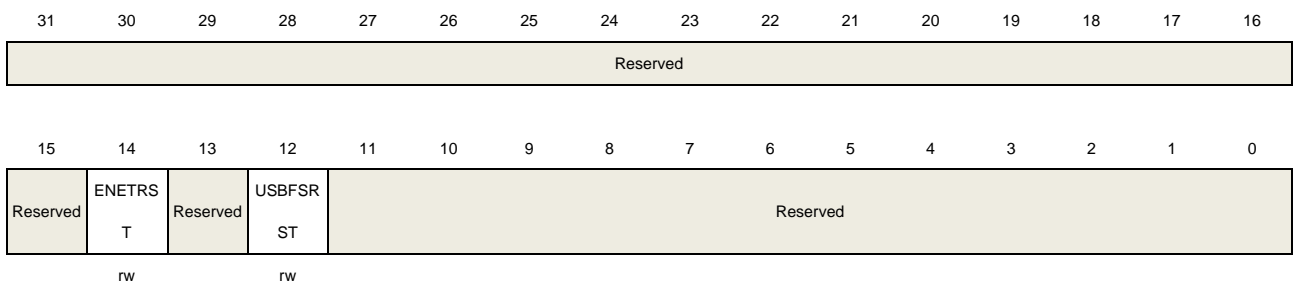 31 30 29 28 27 26 25 24 23 22 21 20 19 18 17 16
Reserved
15 14 13 12 11 10 9 8 7 6 5 4 3 2 1 0
Reserved ENETRS Reserved USBFSR Reserved
T ST
rw rw